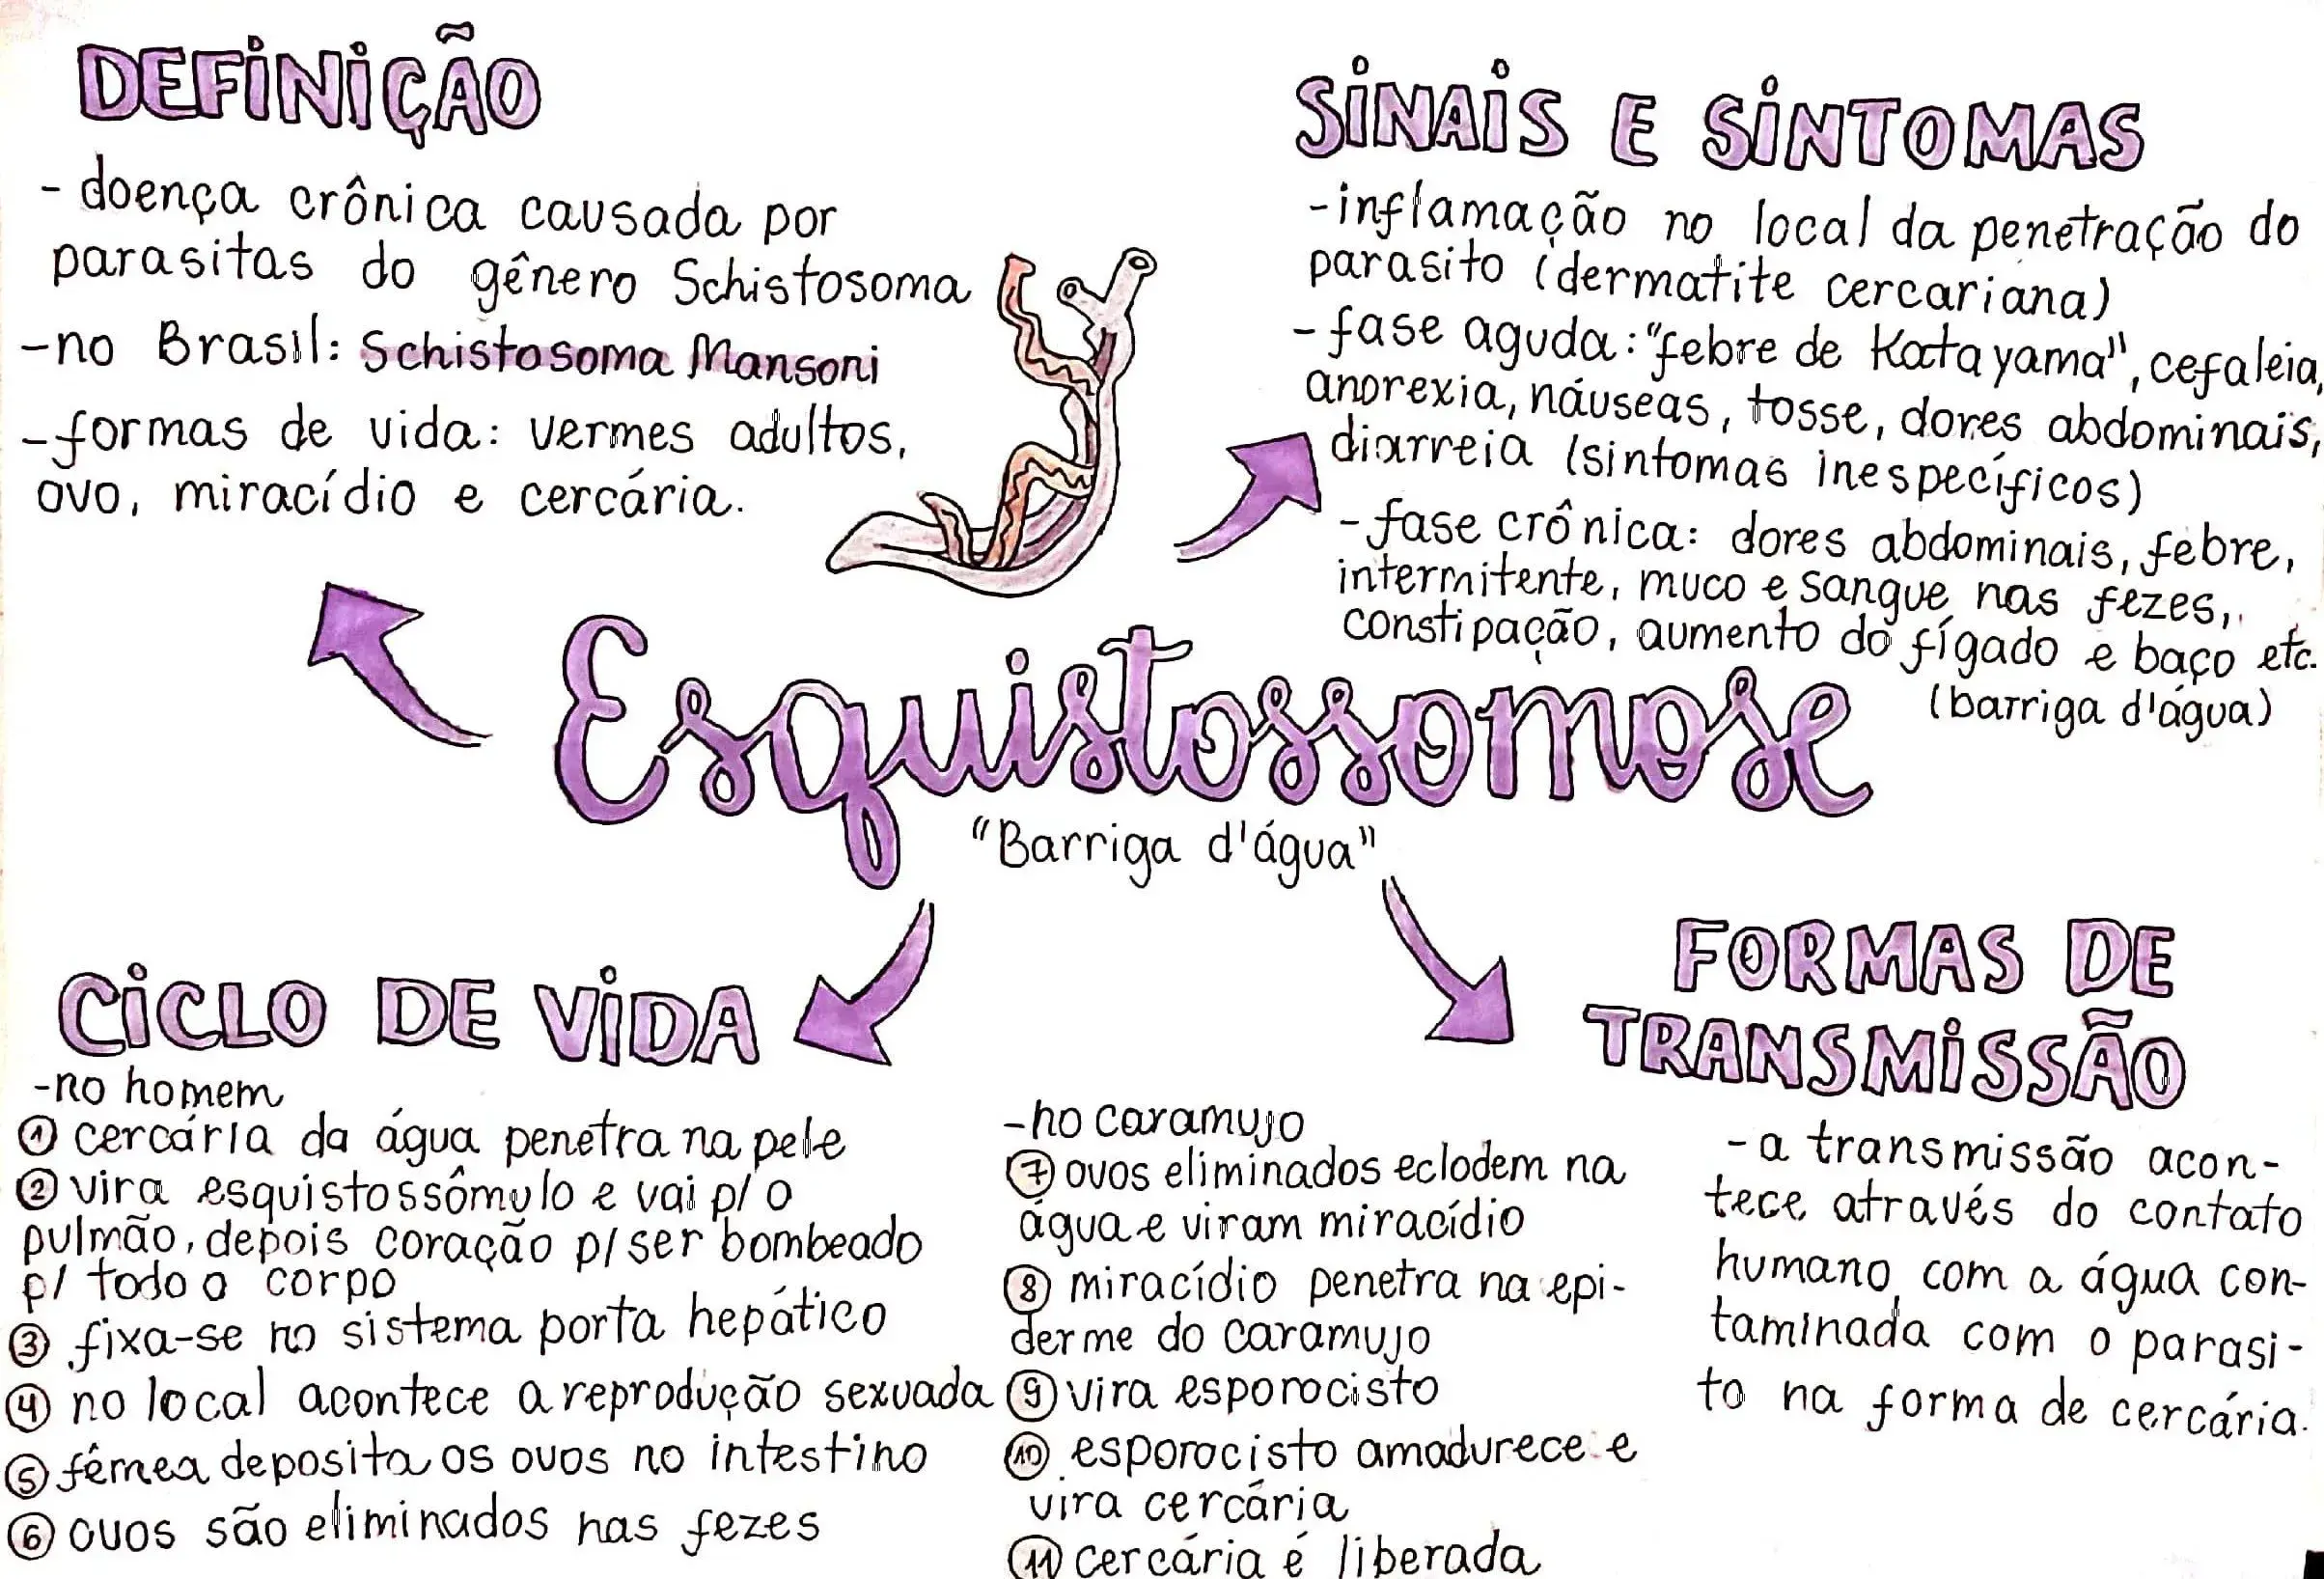 DEFINIÇÃO
- doença crônica causada por
parasitas do gênero Schistosoma
-no Brasil: Schistosoma Mansoni
-formas de vida: vermes adultos,
ovo, miracídio e cercária.
SINAIS E SINTOMAS
-inflamação no local da penetração do
parasito (dermatite cercariana)
-fase aguda: "febre de Katayama", cefaleia,
anorexia, náuseas, tosse, dores abdominais,
diarreia (sintomas inespecíficos)
-fase crônica: dores abdominais, febre,
intermitente, muco e sangue nas fezes,
constipação, aumento do fígado e baço etc.
(barriga d'água)
Esquistossomose
"Barriga d'água"
CICLO DE VIDA
-no homem
① cercária da água penetra na pele
② vira esquistossômulo e vai p/ o
pulmão, depois coração p/ ser bombeado
p/ todo o corpo
③ fixa-se no sistema porta hepático
④ no local acontece a reprodução sexuada
⑤ fêmea deposita os ovos no intestino
⑥ ovos são eliminados nas fezes
-no caramujo
⑦ ovos eliminados eclodem na
água e viram miracídio
⑧ miracídio penetra na epi-
derme do caramujo
⑨ vira esporocisto
⑩ esporocisto amadurece e
vira cercária
⑪ cercária é liberada
FORMAS DE
TRANSMISSÃO
-a transmissão acon-
tece através do contato
humano com a água con-
taminada com o parasi-
to na forma de cercária.